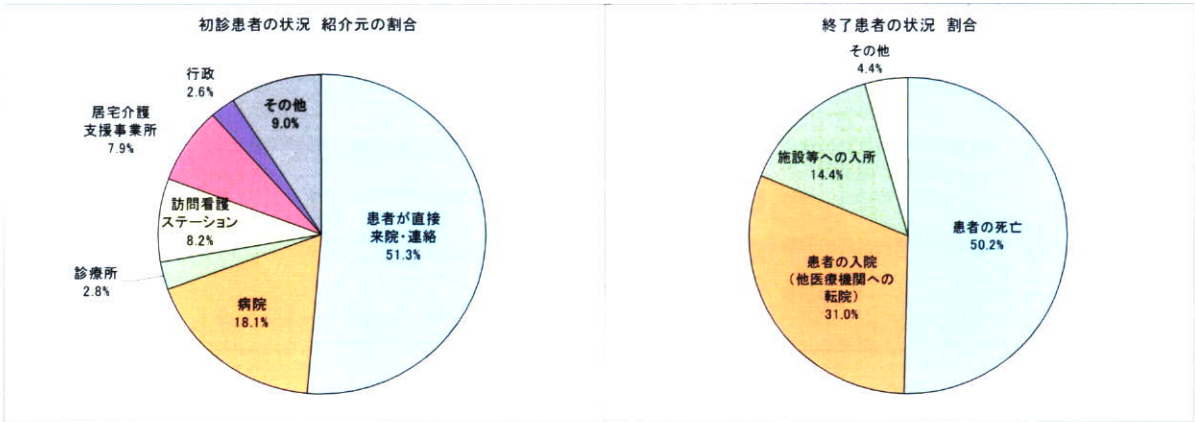 初診患者の状況 紹介元の割合
行政
2.6%
その他
9.0%
居宅介護
支援事業所
7.9%
訪問看護
ステーション
8.2%
患者が直接
来院・連絡
51.3%
診療所
2.8%
病院
18.1%
終了患者の状況 割合
その他
4.4%
施設等への入所
14.4%
患者の死亡
50.2%
患者の入院
(他医療機関への
転院)
31.0%